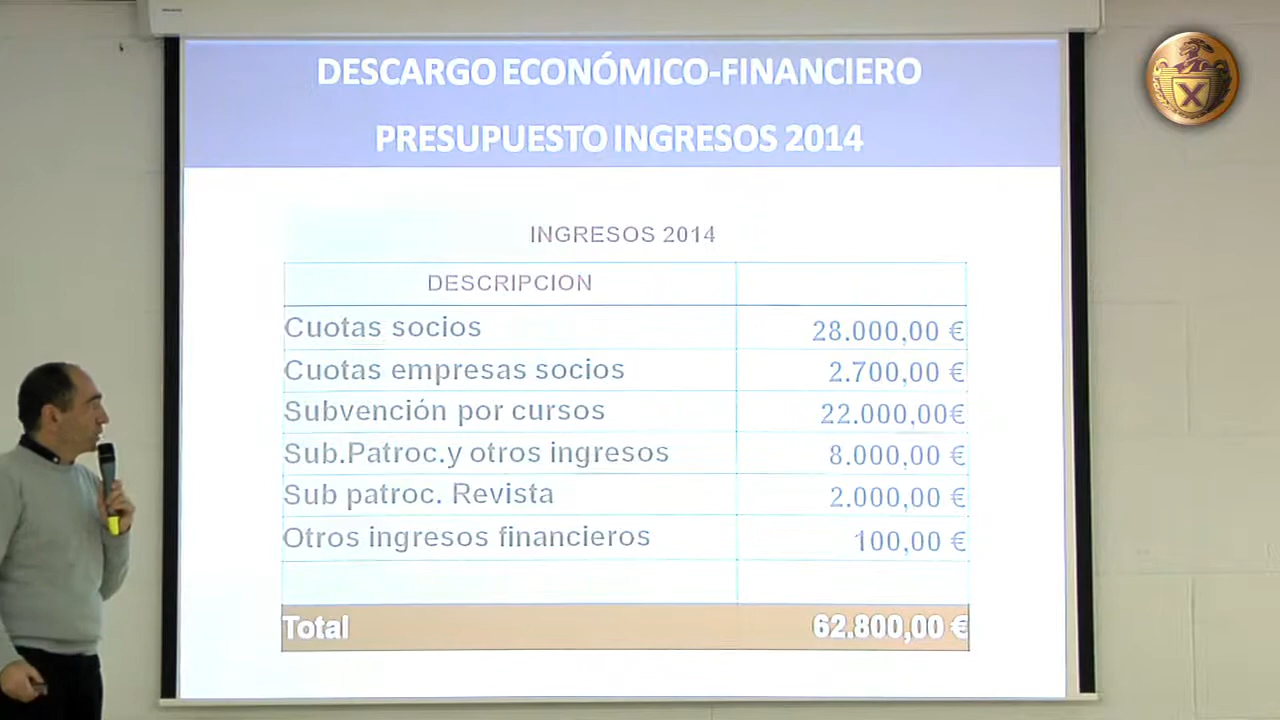 DESCARGO ECONÓMICO-FINANCIERO
PRESUPUESTO INGRESOS 2014
INGRESOS 2014
DESCRIPCION
Cuotas socios 28.000,00 €
Cuotas empresas socios 2.700,00 €
Subvención por cursos 22.000,00€
Sub.Patroc.y otros ingresos 8.000,00 €
Sub patroc. Revista 2.000,00 €
Otros ingresos financieros 100,00 €
Total 62.800,00 €
X